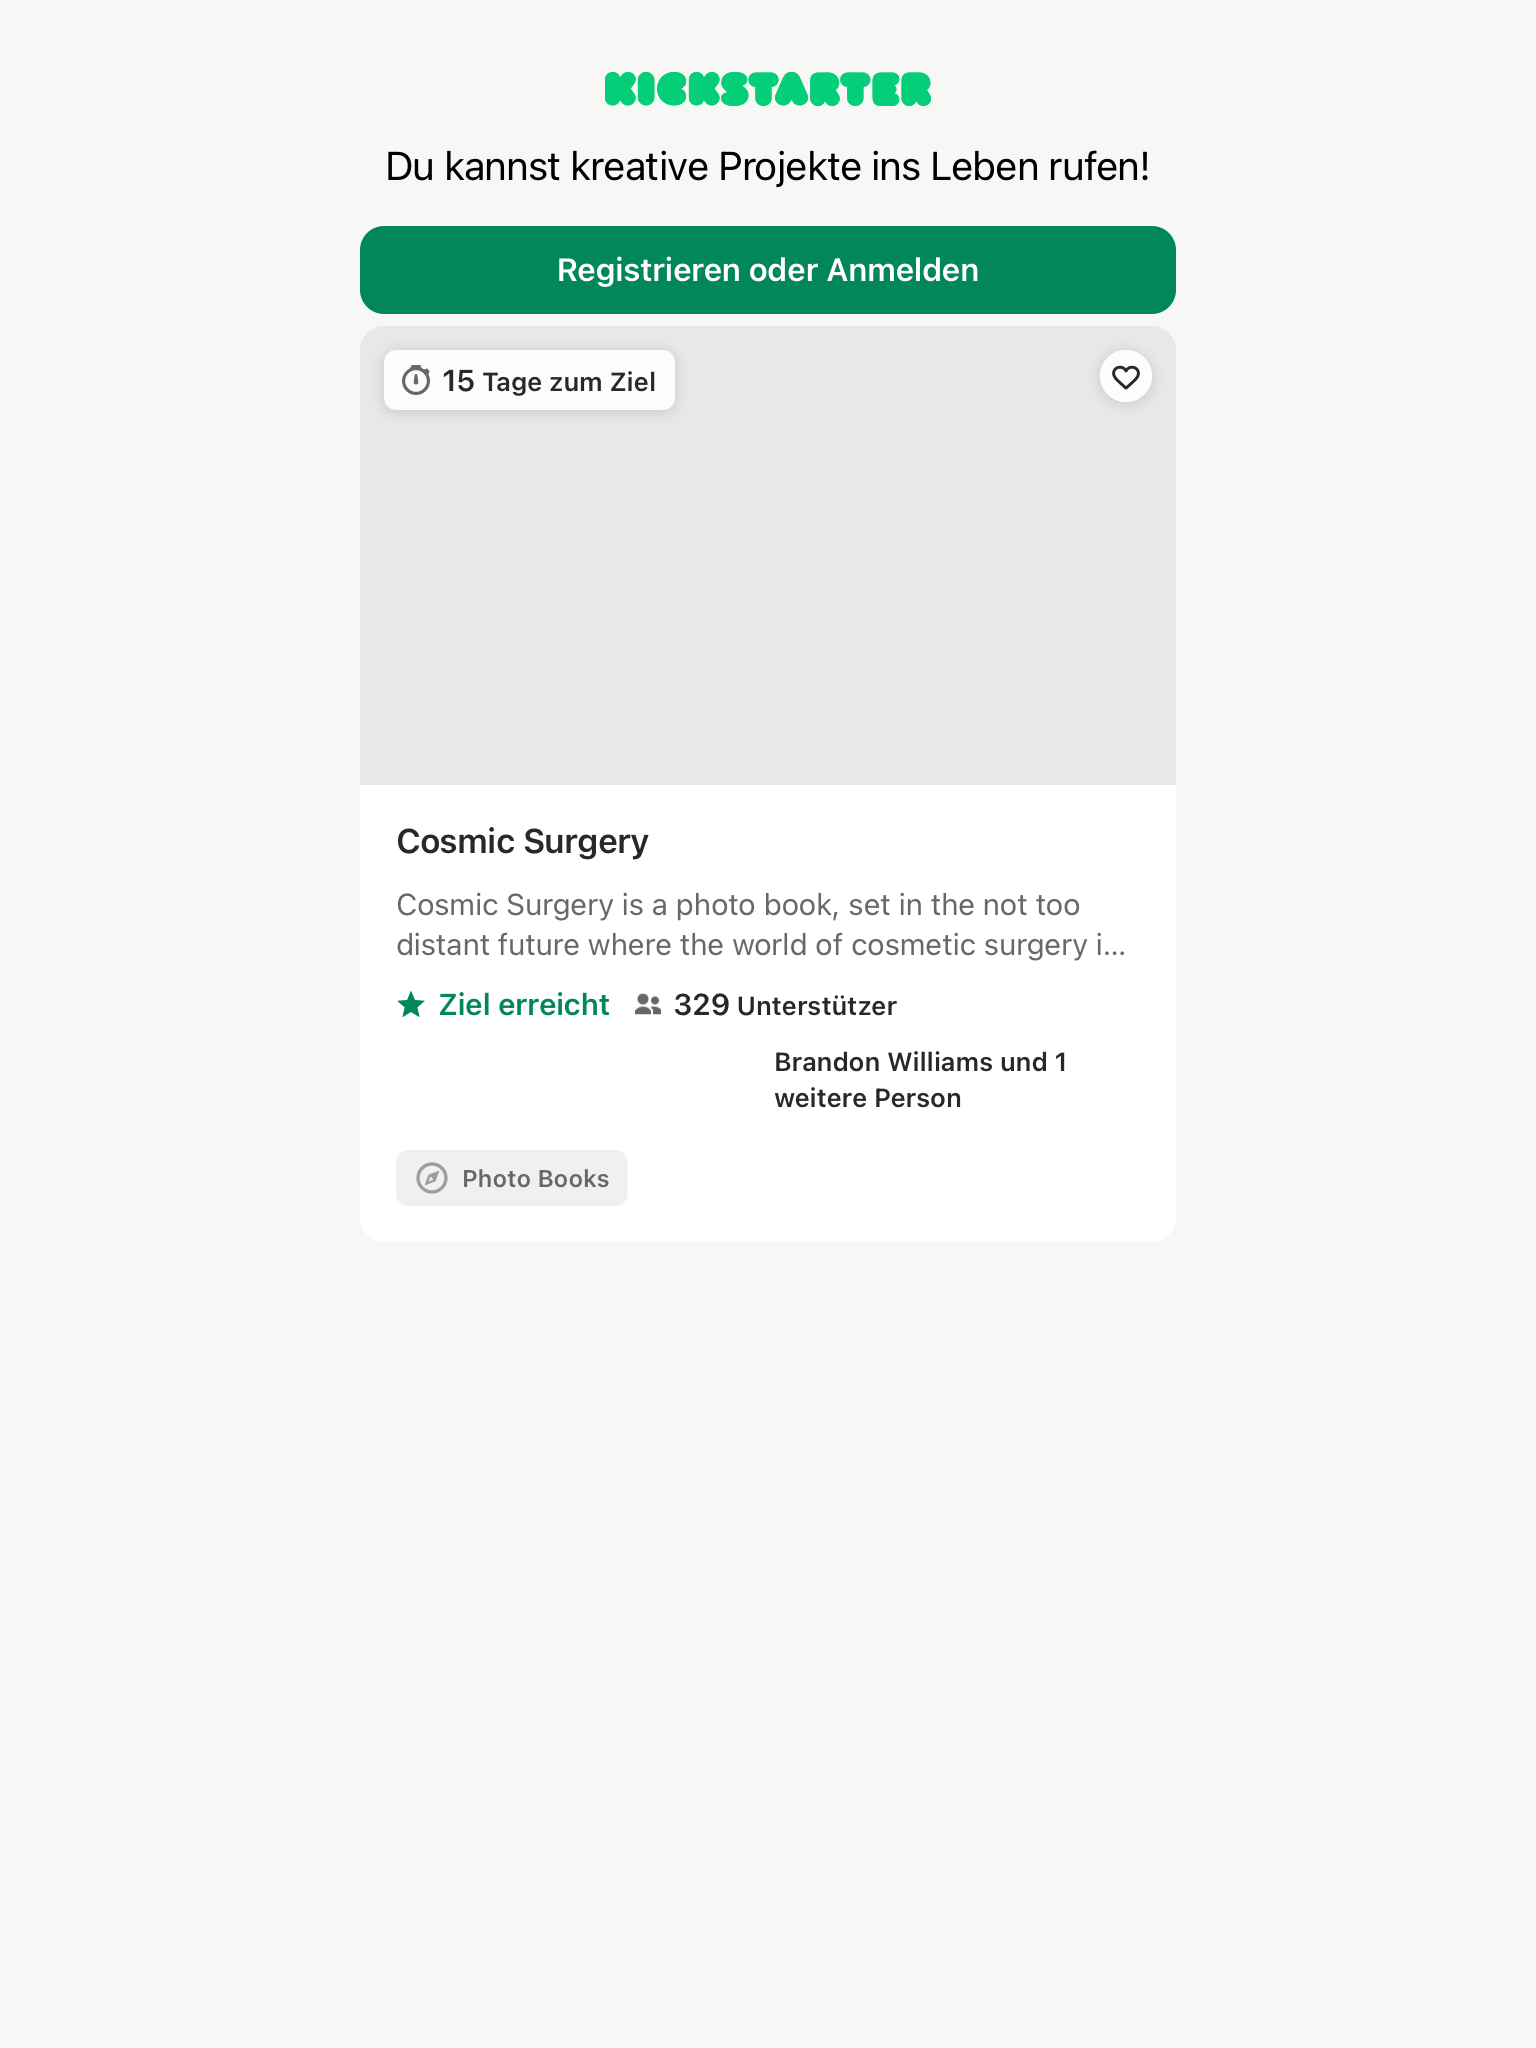 KICKSTARTER
Du kannst kreative Projekte ins Leben rufen!
Registrieren oder Anmelden
15 Tage zum Ziel
Cosmic Surgery
Cosmic Surgery is a photo book, set in the not too
distant future where the world of cosmetic surgery i...
Ziel erreicht 329 Unterstützer
Brandon Williams und 1
weitere Person
Photo Books